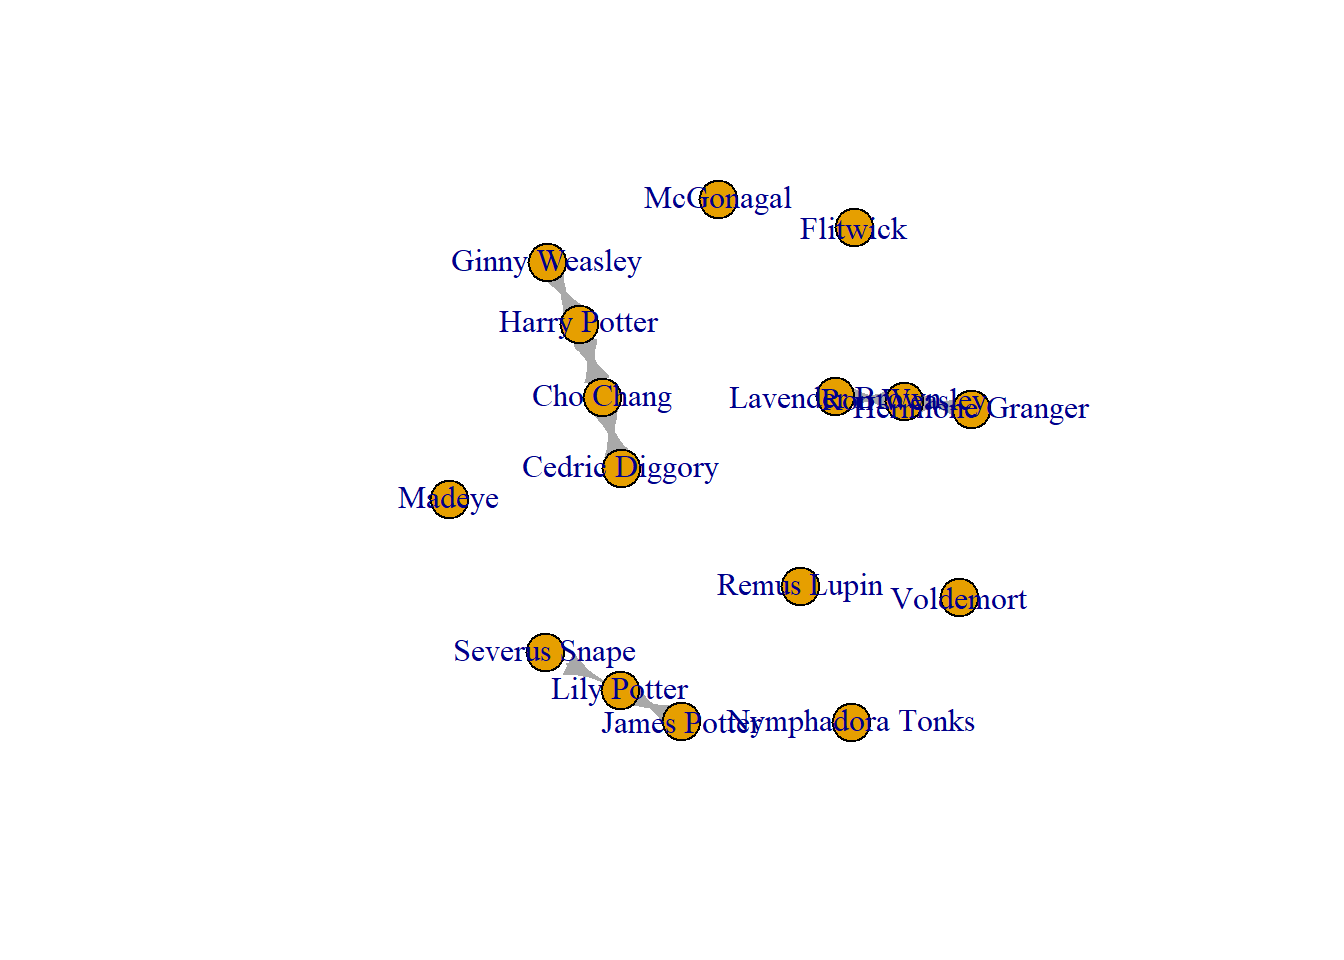 McGonagal
Flitwick
Ginny Weasley
Harry Potter
Cho Chang
Lavender Brown
Ron Weasley
Hermione Granger
Cedric Diggory
Madeye
Remus Lupin
Voldemort
Severus Snape
Lily Potter
James Potter
Nymphadora Tonks